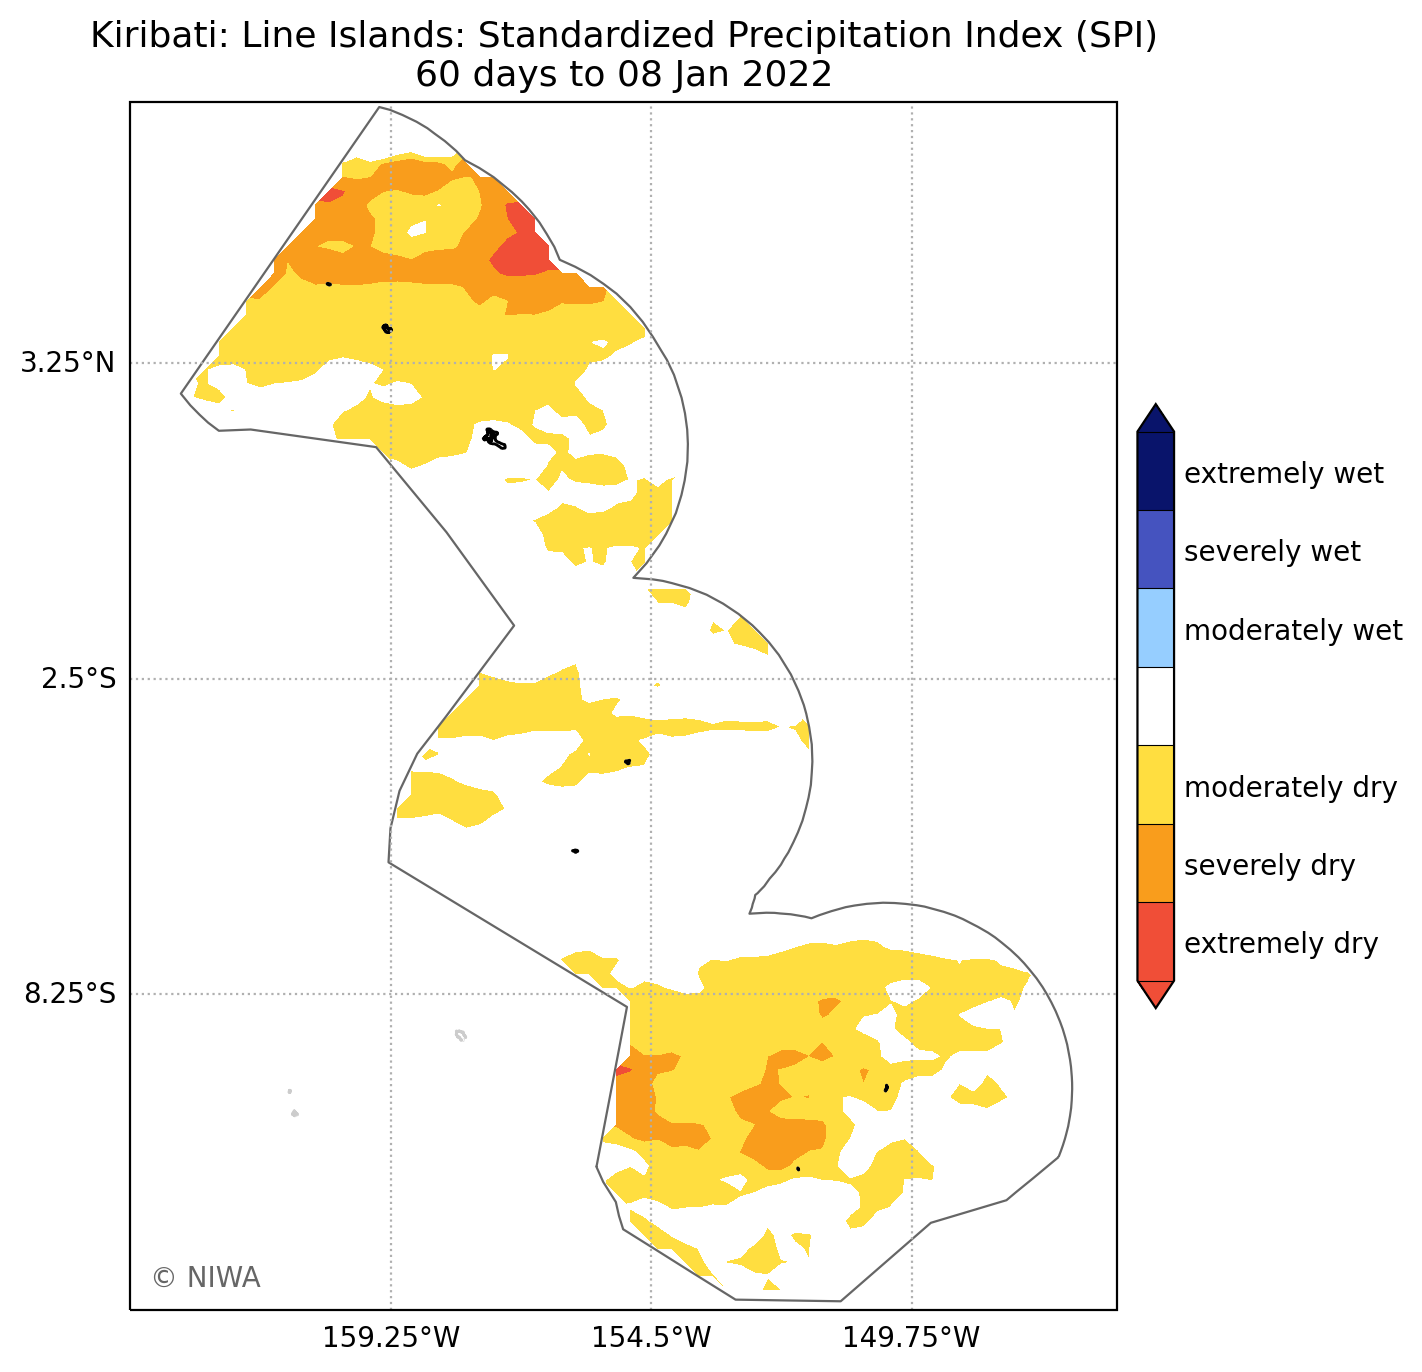 Kiribati: Line Islands: Standardized Precipitation Index (SPI)
60 days to 08 Jan 2022
3.25°N
2.5°S
8.25°S
159.25°W
154.5°W
149.75°W
extremely wet
severely wet
moderately wet
moderately dry
severely dry
extremely dry
© NIWA